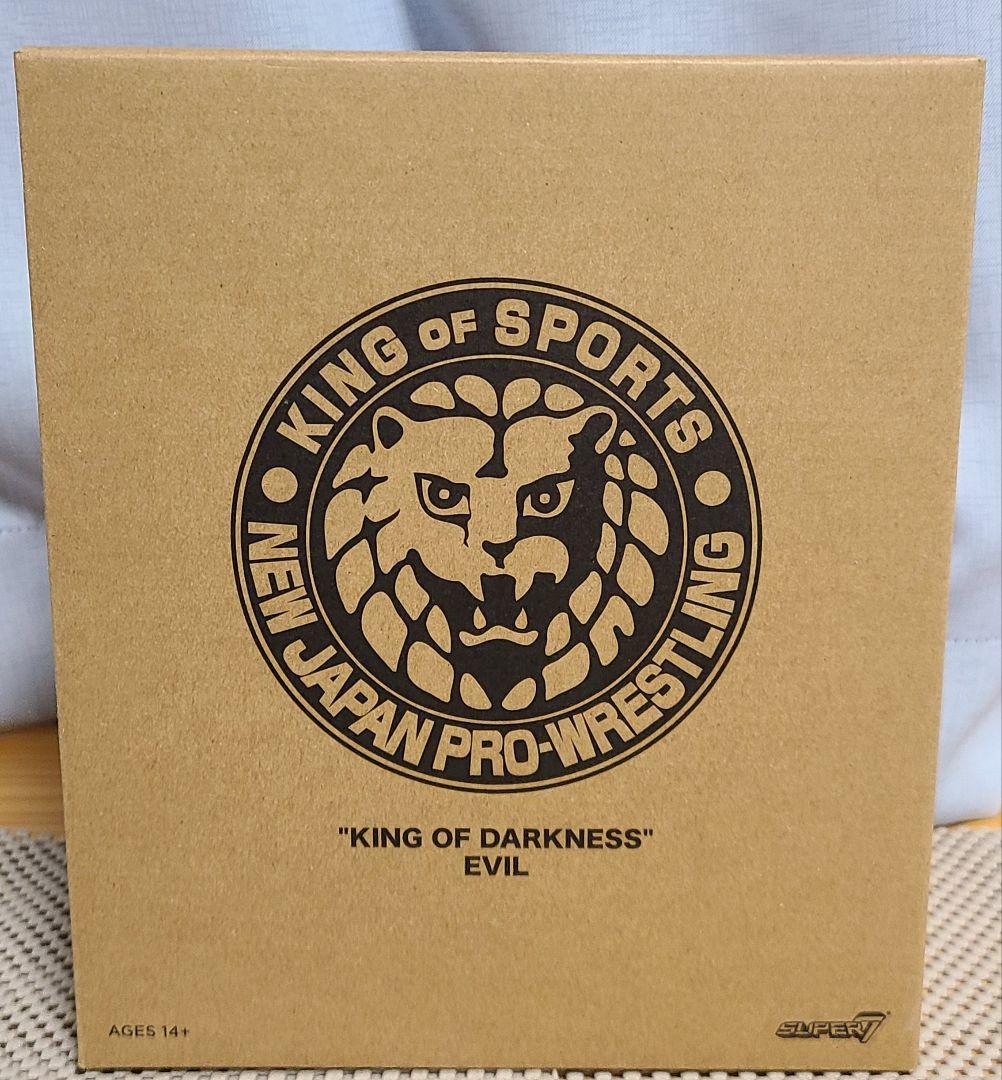 KING OF SPORTS
NEW JAPAN PRO-WRESTLING
"KING OF DARKNESS"
EVIL
AGES 14+
SUPER7